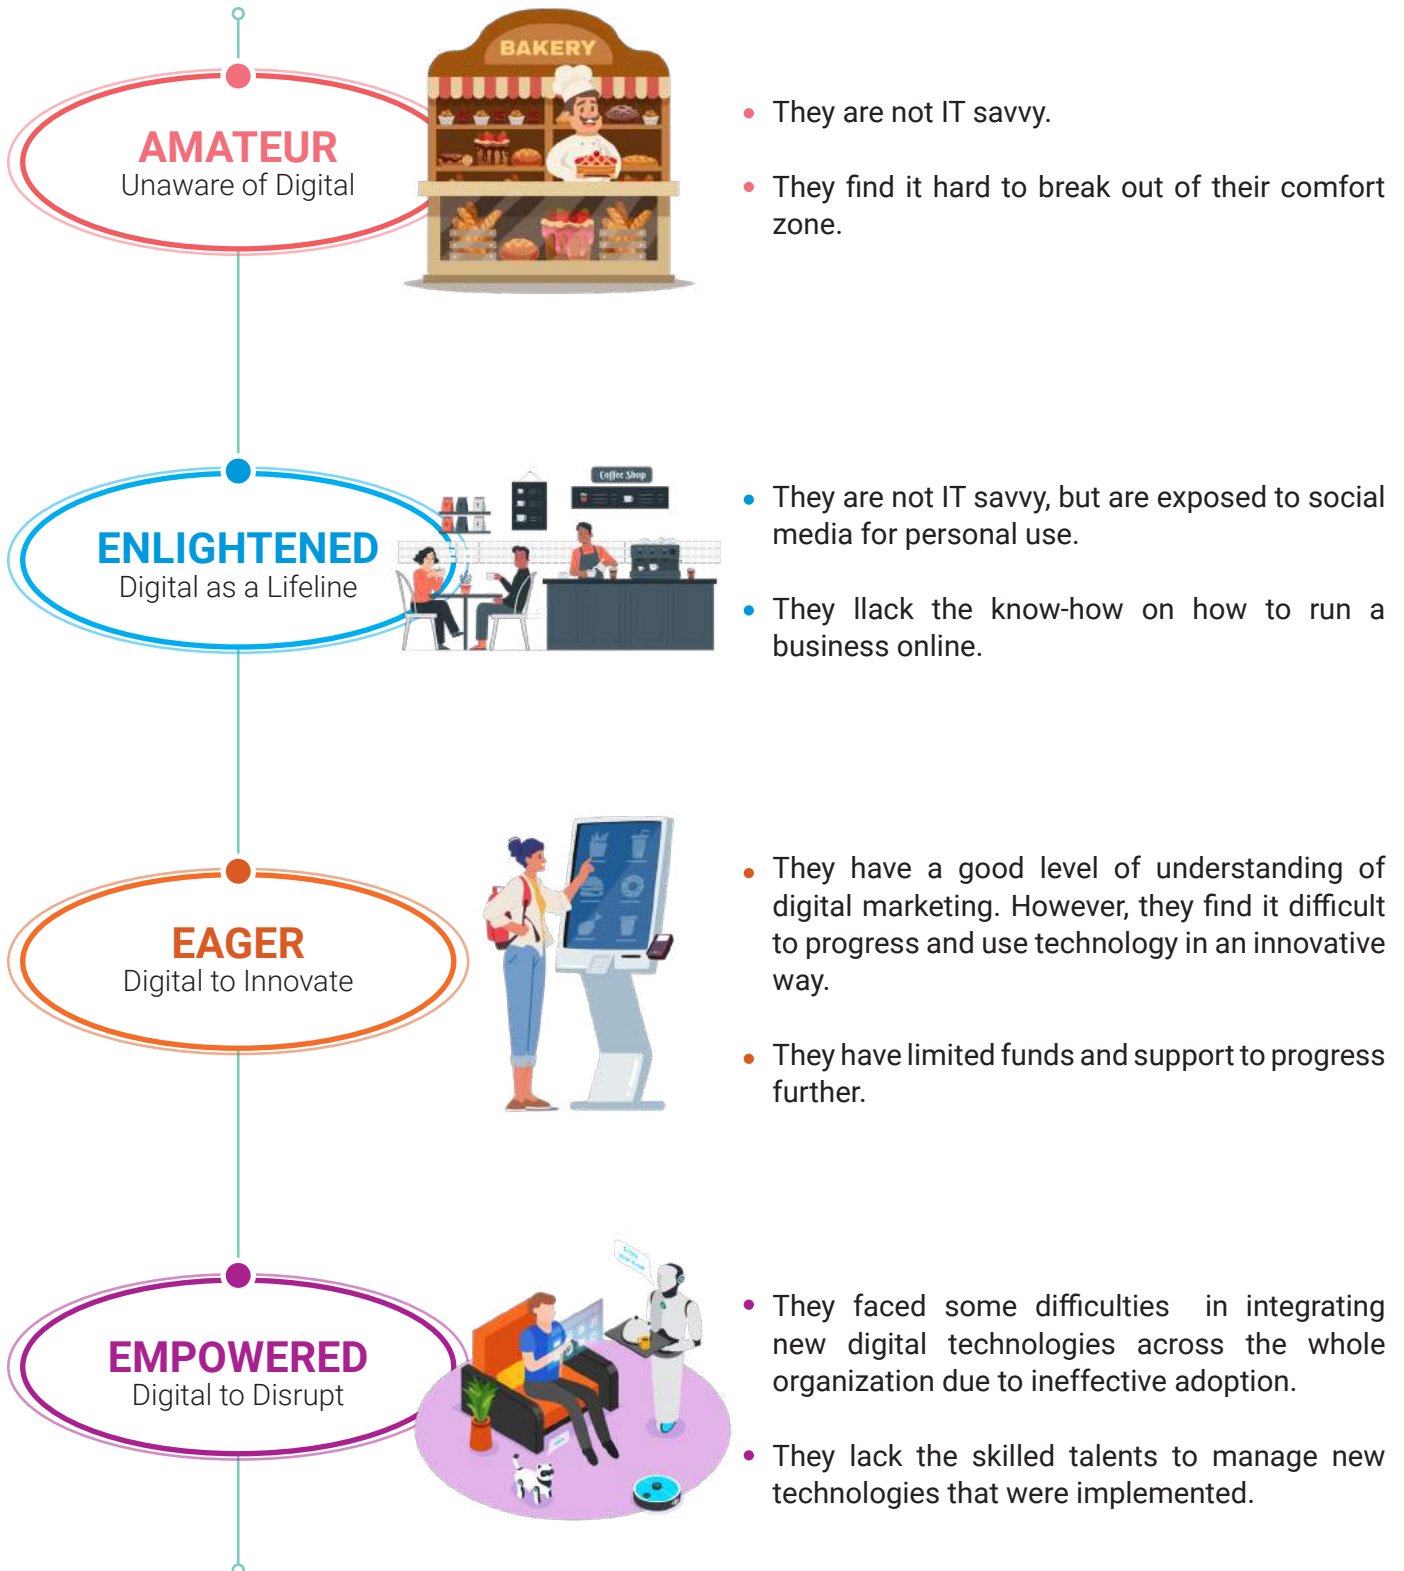 BAKERY
AMATEUR
Unaware of Digital
• They are not IT savvy.
• They find it hard to break out of their comfort
zone.
Coffee Shop
ENLIGHTENED
Digital as a Lifeline
• They are not IT savvy, but are exposed to social
media for personal use.
• They llack the know-how on how to run a
business online.
EAGER
Digital to Innovate
• They have a good level of understanding of
digital marketing. However, they find it difficult
to progress and use technology in an innovative
way.
• They have limited funds and support to progress
further.
EMPOWERED
Digital to Disrupt
• They faced some difficulties in integrating
new digital technologies across the whole
organization due to ineffective adoption.
• They lack the skilled talents to manage new
technologies that were implemented.